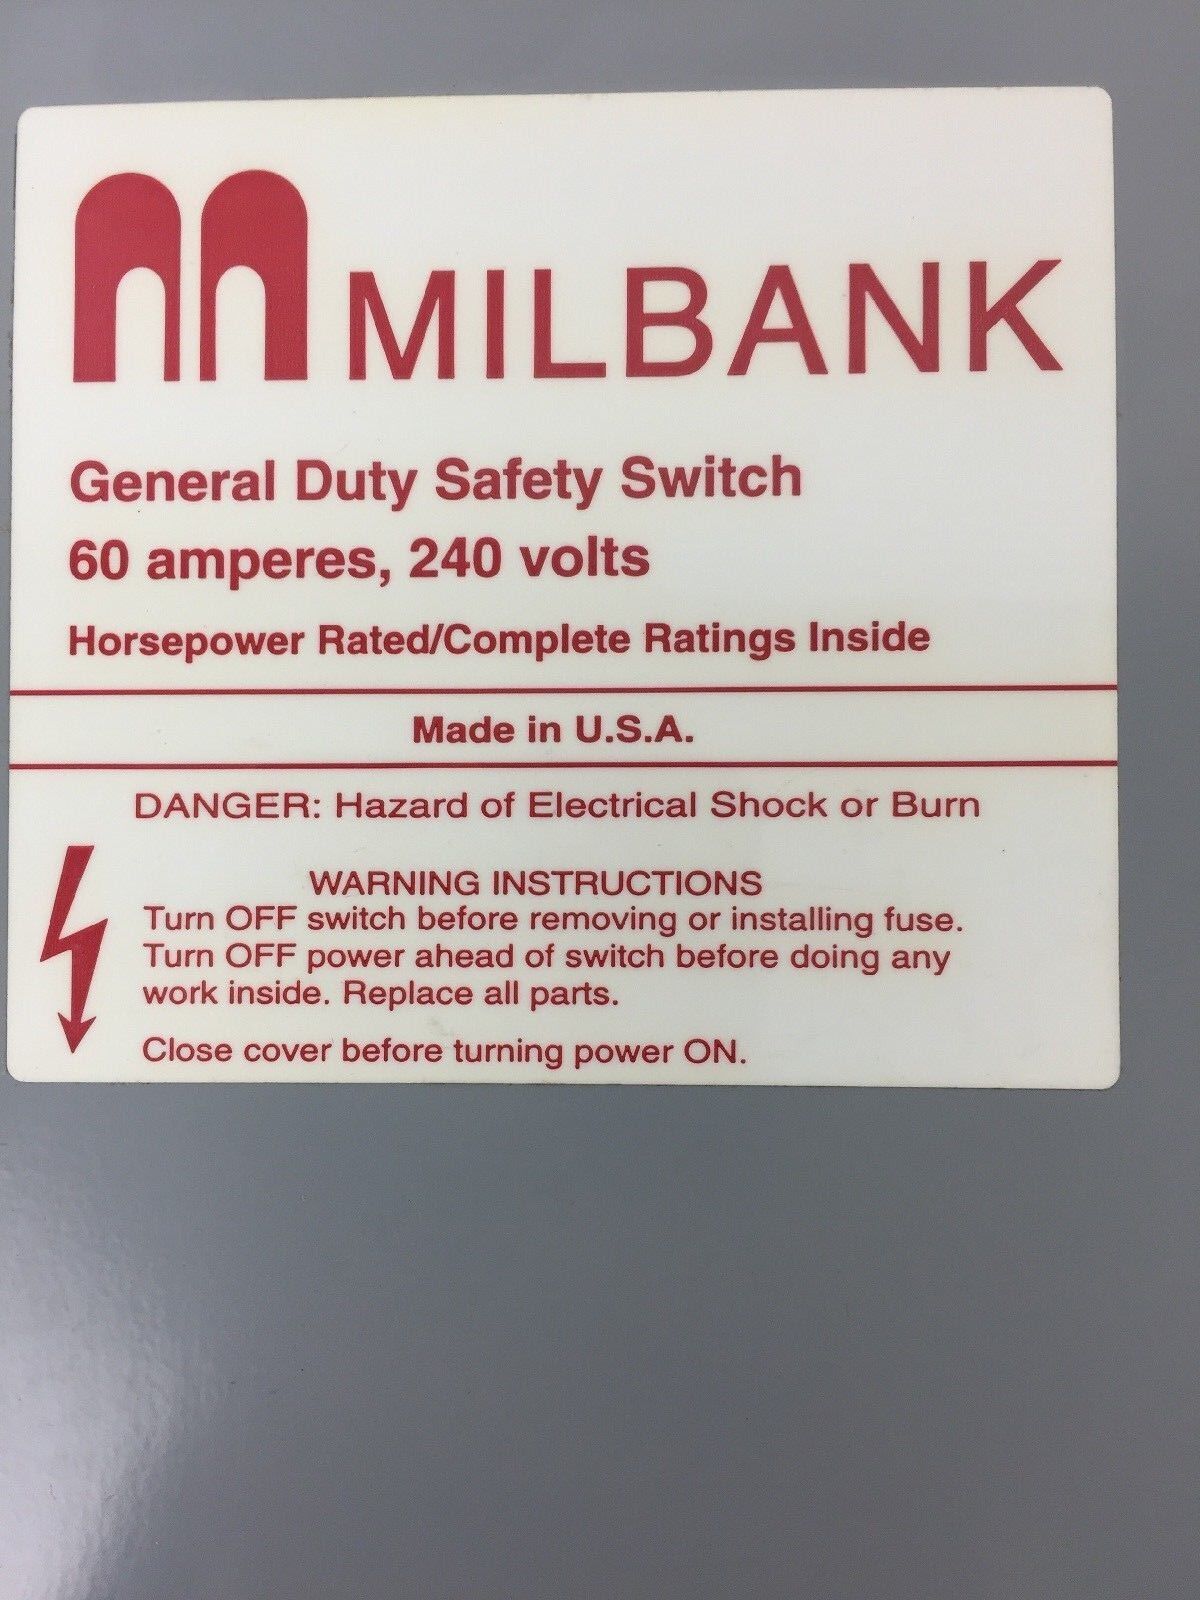 MILBANK
General Duty Safety Switch
60 amperes, 240 volts
Horsepower Rated/Complete Ratings Inside
Made in U.S.A.
DANGER: Hazard of Electrical Shock or Burn
WARNING INSTRUCTIONS
Turn OFF switch before removing or installing fuse.
Turn OFF power ahead of switch before doing any
work inside. Replace all parts.
Close cover before turning power ON.